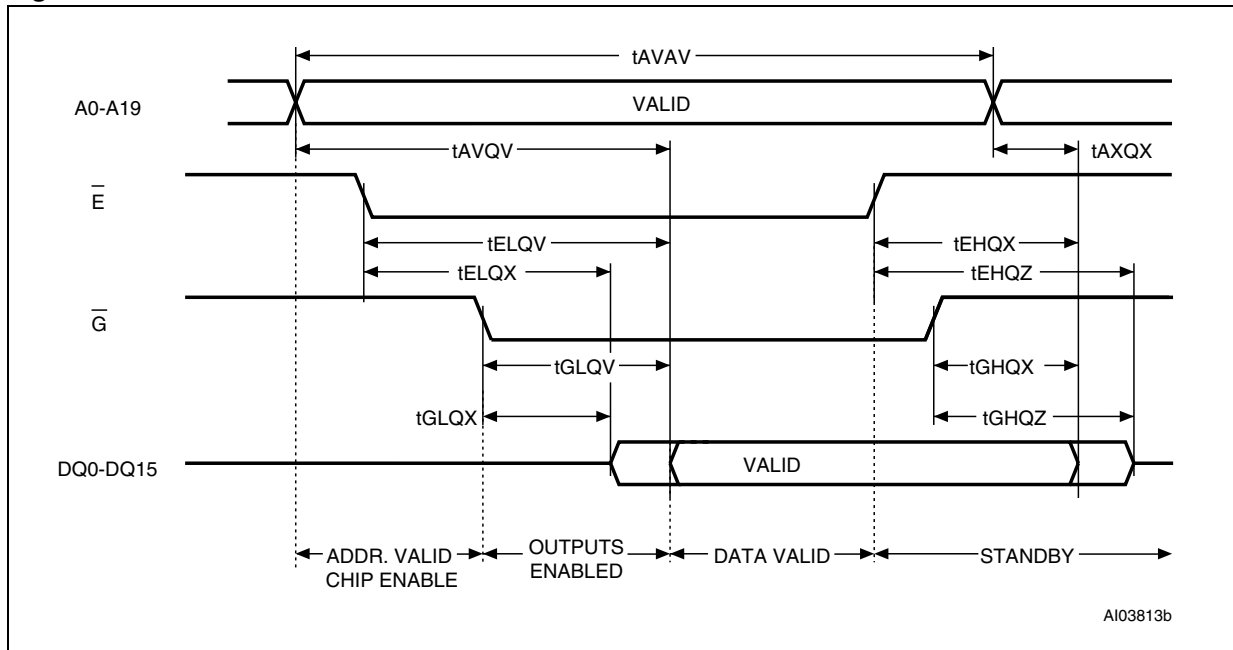 tAVAV
A0-A19
VALID
tAVQV
tAXQX
E
tELQV
tEHQX
tELQX
tEHQZ
G
tGLQV
tGHQX
tGLQX
tGHQZ
DQ0-DQ15
VALID
ADDR. VALID
CHIP ENABLE
OUTPUTS
ENABLED
DATA VALID
STANDBY
AI03813b